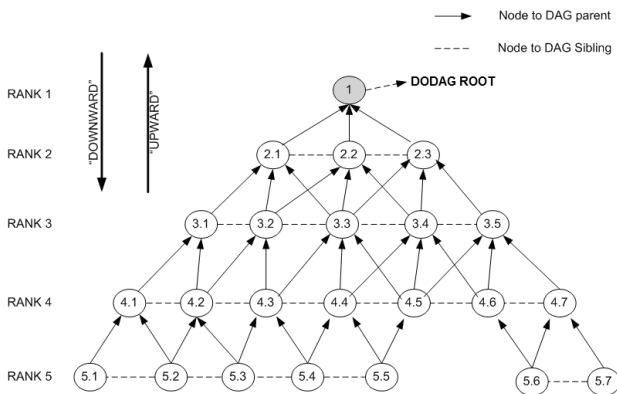 Node to DAG parent
Node to DAG Sibling
RANK 1
"DOWNWARD"
"UPWARD"
1
DODAG ROOT
RANK 2
2.1
2.2
2.3
RANK 3
3.1
3.2
3.3
3.4
3.5
RANK 4
4.1
4.2
4.3
4.4
4.5
4.6
4.7
RANK 5
5.1
5.2
5.3
5.4
5.5
5.6
5.7